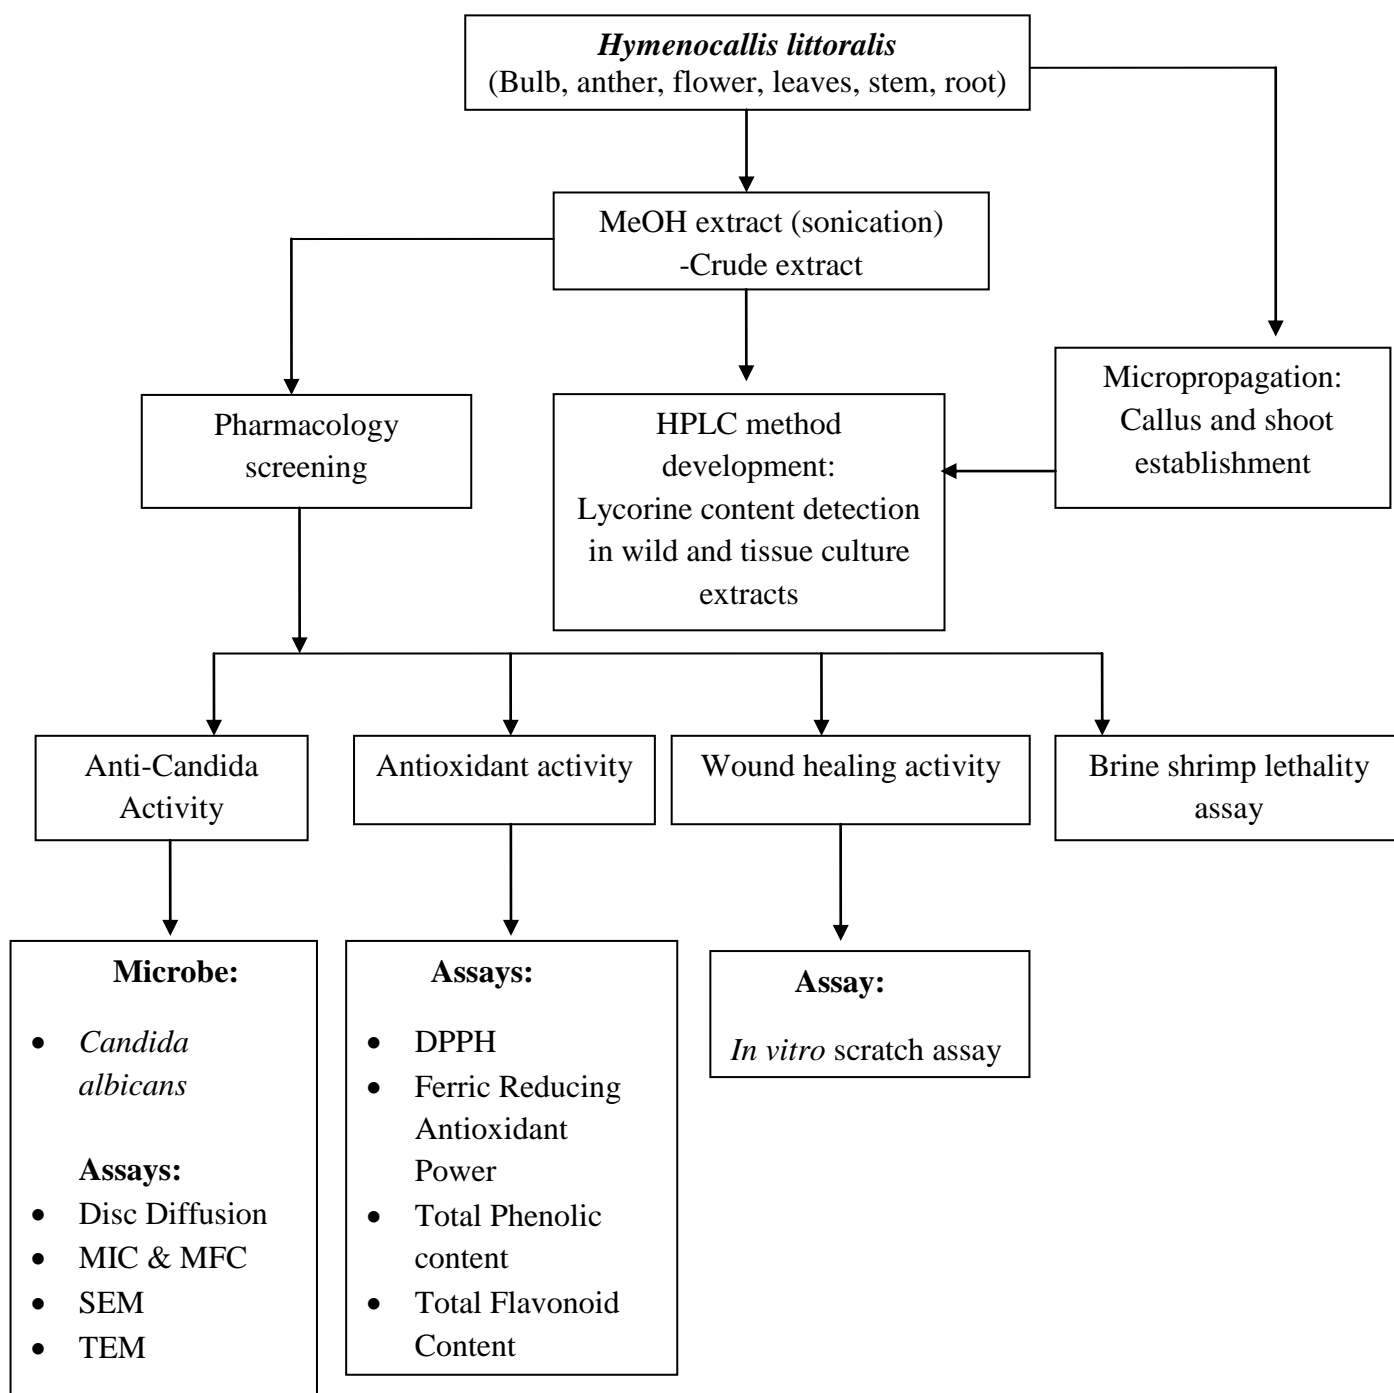 Hymenocallis littoralis
(Bulb, anther, flower, leaves, stem, root)
MeOH extract (sonication)
-Crude extract
Pharmacology
screening
HPLC method
development:
Lycorine content detection
in wild and tissue culture
extracts
Micropropagation:
Callus and shoot
establishment
Anti-Candida
Activity
Antioxidant activity
Wound healing activity
Brine shrimp lethality
assay
Microbe:
• Candida
albicans
Assays:
• Disc Diffusion
• MIC & MFC
• SEM
• TEM
Assays:
• DPPH
• Ferric Reducing
Antioxidant
Power
• Total Phenolic
content
• Total Flavonoid
Content
Assay:
In vitro scratch assay